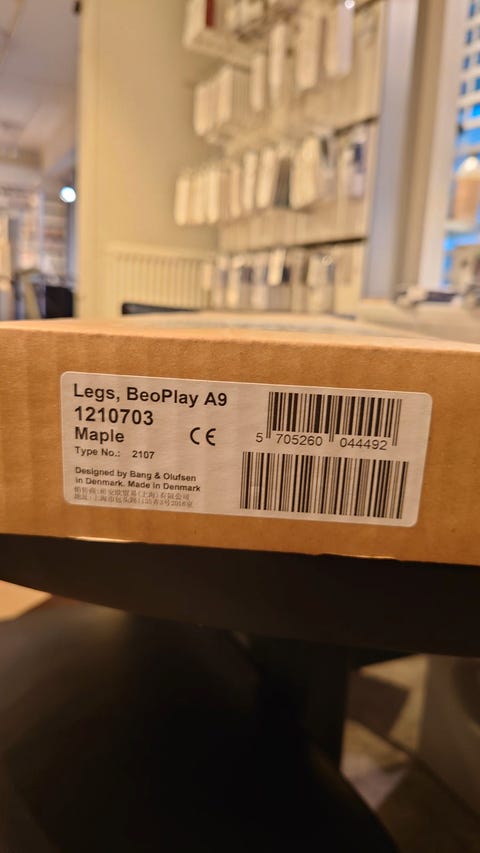 Legs, BeoPlay A9
1210703
Maple
CE
Type No.: 2107
Designed by Bang & Olufsen
in Denmark. Made in Denmark
5 705260 044492